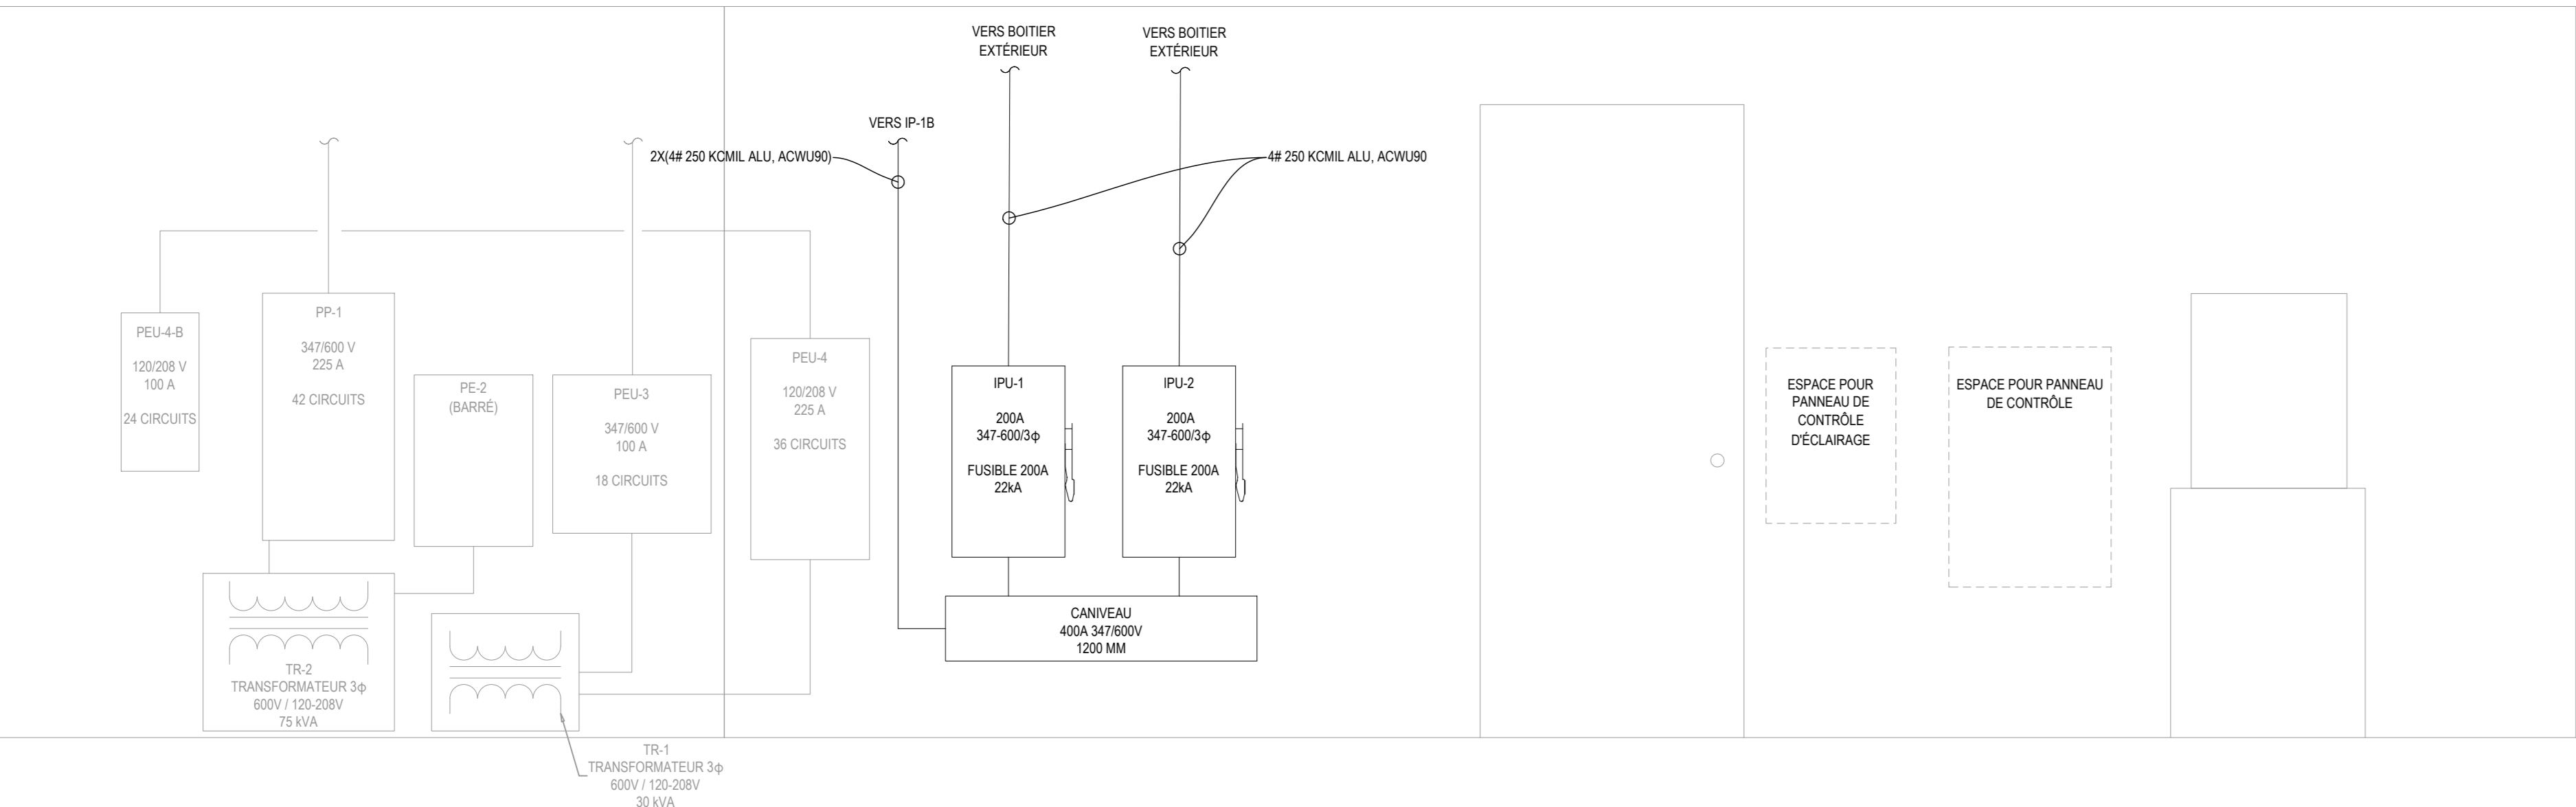 VERS BOITIER
EXTÉRIEUR
VERS BOITIER
EXTÉRIEUR
VERS IP-1B
2X(4# 250 KCMIL ALU, ACWU90)
4# 250 KCMIL ALU, ACWU90
PEU-4-B
120/208 V
100 A
24 CIRCUITS
PP-1
347/600 V
225 A
42 CIRCUITS
PE-2
(BARRÉ)
PEU-3
347/600 V
100 A
18 CIRCUITS
PEU-4
120/208 V
225 A
36 CIRCUITS
IPU-1
200A
347-600/3ϕ
FUSIBLE 200A
22kA
IPU-2
200A
347-600/3ϕ
FUSIBLE 200A
22kA
ESPACE POUR
PANNEAU DE
CONTRÔLE
D'ÉCLAIRAGE
ESPACE POUR PANNEAU
DE CONTRÔLE
CANIVEAU
400A 347/600V
1200 MM
TR-2
TRANSFORMATEUR 3ϕ
600V / 120-208V
75 kVA
TR-1
TRANSFORMATEUR 3ϕ
600V / 120-208V
30 kVA